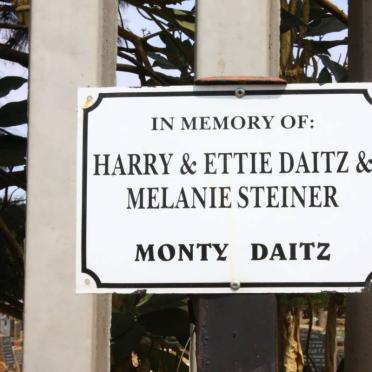 IN MEMORY OF:
HARRY & ETTIE DAITZ &
MELANIE STEINER
MONTY DAITZ